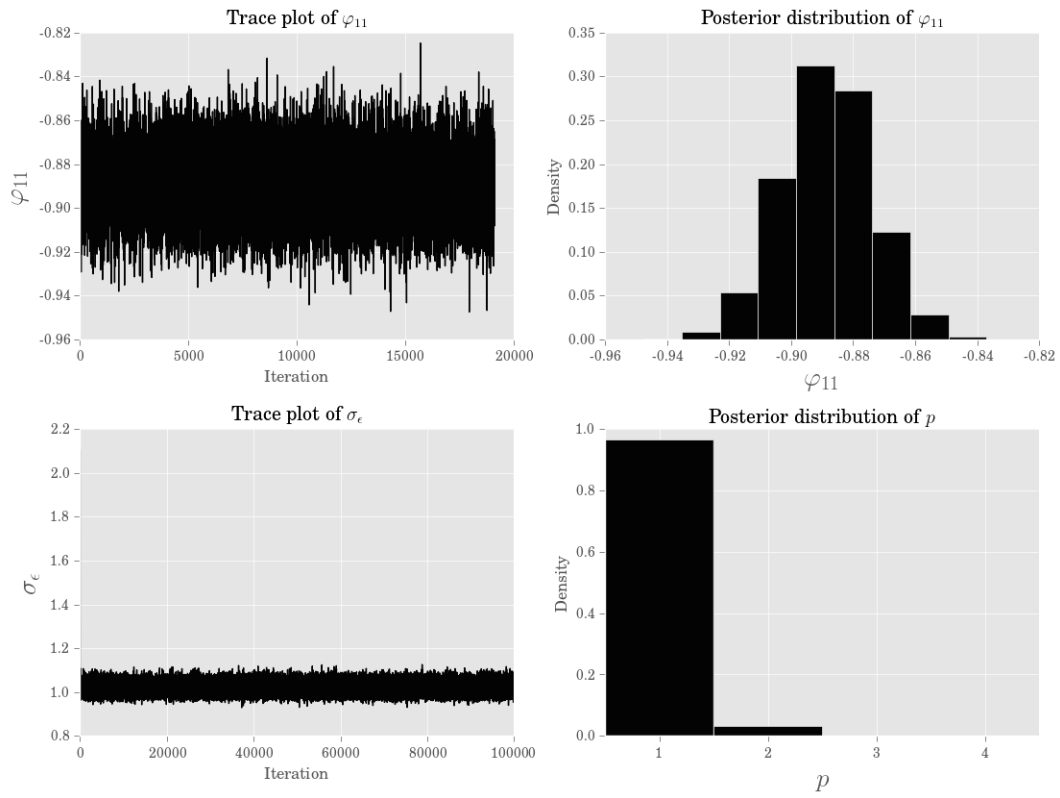 Trace plot of φ₁₁
-0.82
-0.84
-0.86
-0.88
-0.90
-0.92
-0.94
-0.96
φ₁₁
0 5000 10000 15000 20000
Iteration
Posterior distribution of φ₁₁
0.35
0.30
0.25
0.20
0.15
0.10
0.05
0.00
Density
-0.96 -0.94 -0.92 -0.90 -0.88 -0.86 -0.84 -0.82
φ₁₁
Trace plot of σ_ϵ
2.2
2.0
1.8
1.6
1.4
1.2
1.0
0.8
σ_ϵ
0 20000 40000 60000 80000 100000
Iteration
Posterior distribution of p
1.0
0.8
0.6
0.4
0.2
0.0
Density
1 2 3 4
p